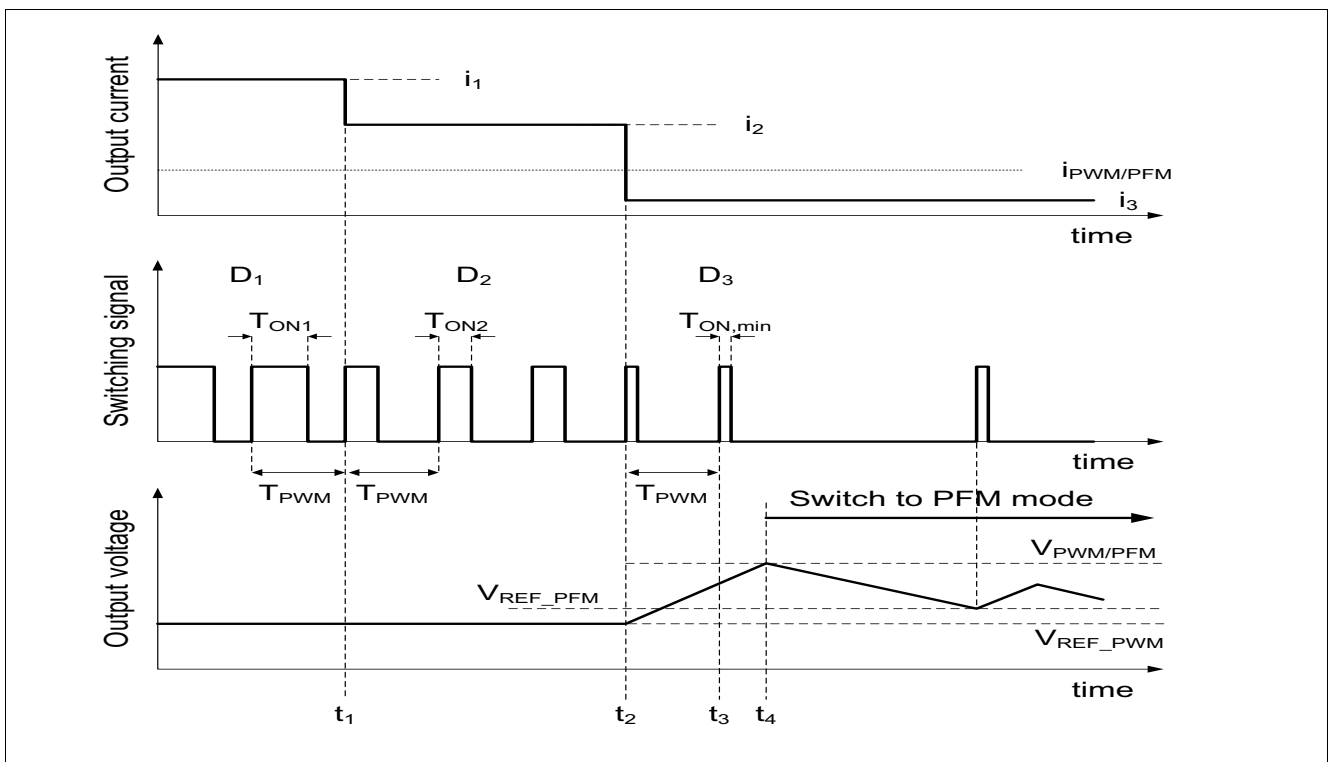 Output current
i1
i2
iPWM/PFM
i3
time
Switching signal
D1
D2
D3
TON1
TON2
TON,min
time
TPWM
TPWM
TPWM
Output voltage
Switch to PFM mode
VPWM/PFM
VREF_PFM
VREF_PWM
time
t1
t2
t3
t4